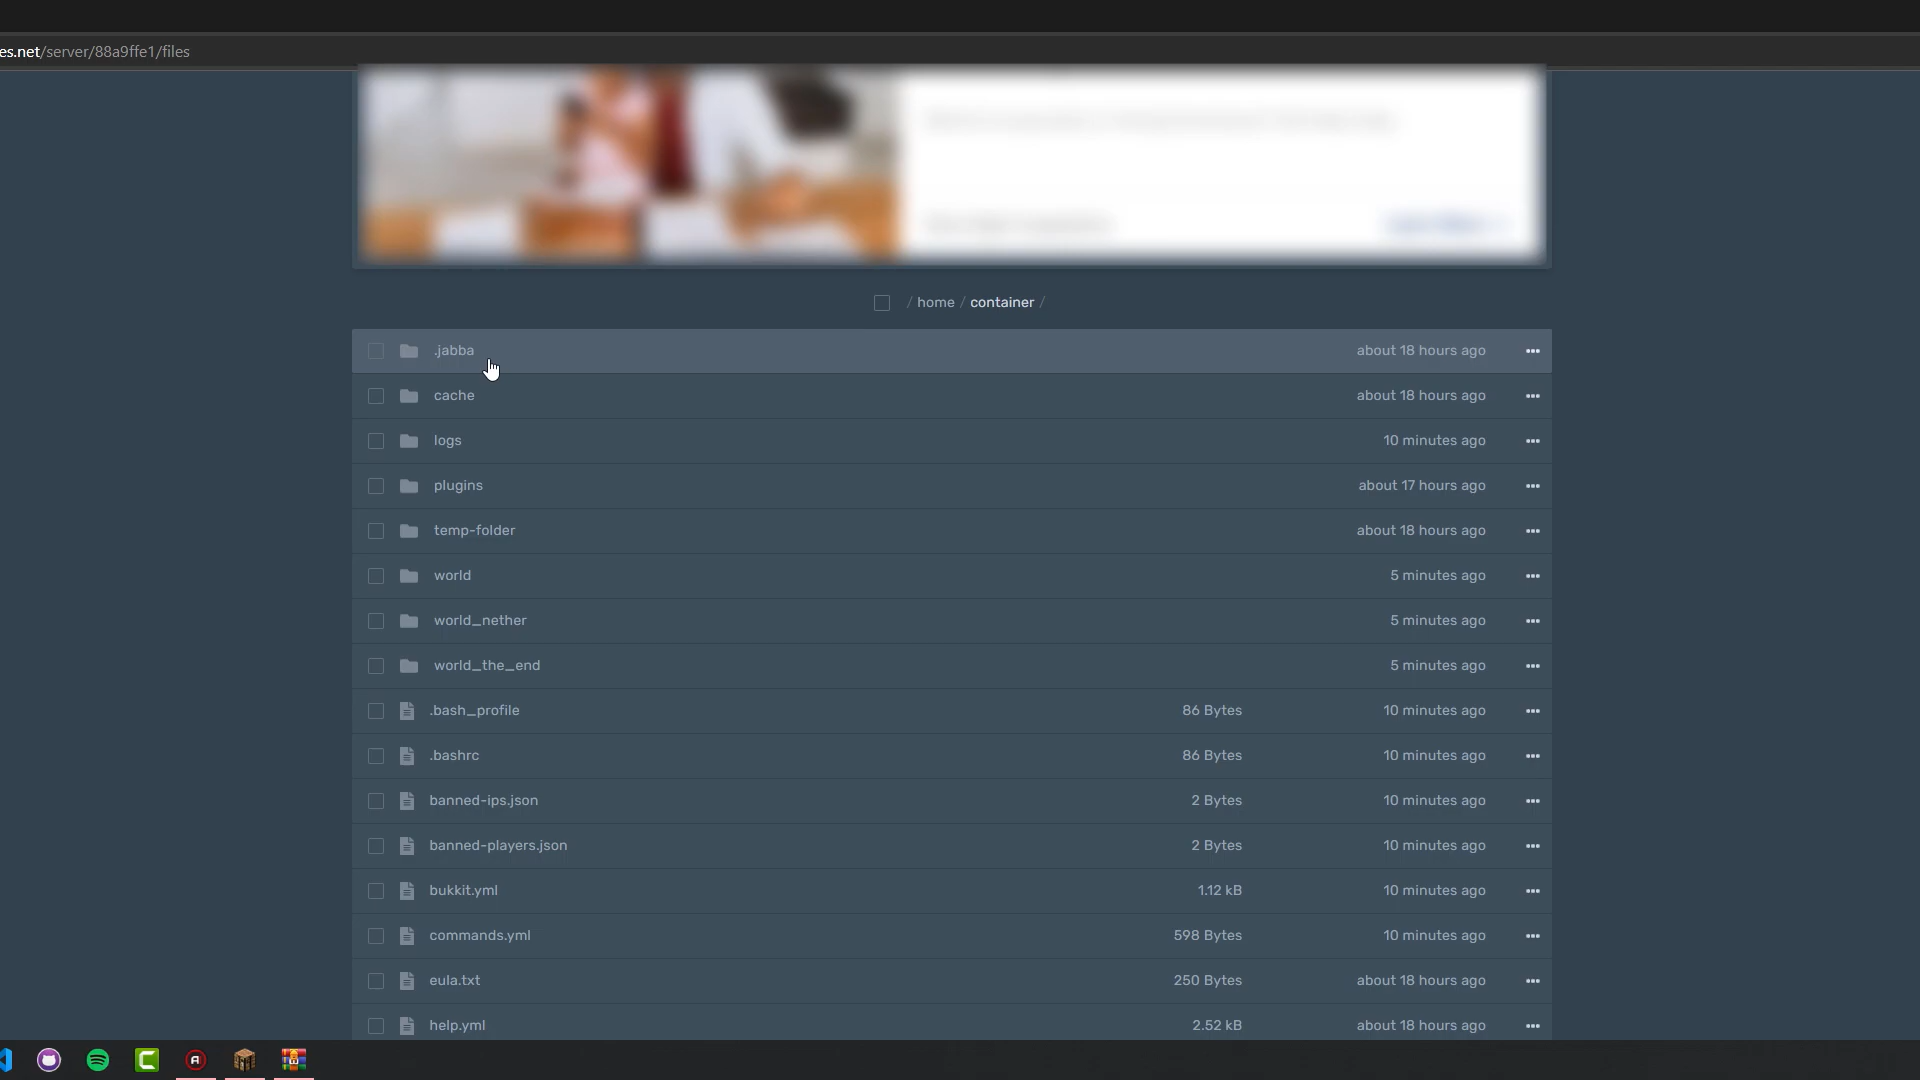 es.net/server/88a9ffe1/files
/ home / container /
.jabba about 18 hours ago
cache about 18 hours ago
logs 10 minutes ago
plugins about 17 hours ago
temp-folder about 18 hours ago
world 5 minutes ago
world_nether 5 minutes ago
world_the_end 5 minutes ago
.bash_profile 86 Bytes 10 minutes ago
.bashrc 86 Bytes 10 minutes ago
banned-ips.json 2 Bytes 10 minutes ago
banned-players.json 2 Bytes 10 minutes ago
bukkit.yml 1.12 kB 10 minutes ago
commands.yml 598 Bytes 10 minutes ago
eula.txt 250 Bytes about 18 hours ago
help.yml 2.52 kB about 18 hours ago